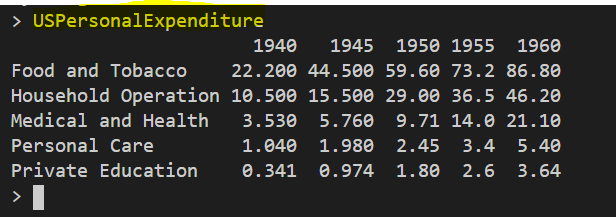 > USPersonalExpenditure
1940 1945 1950 1955 1960
Food and Tobacco 22.200 44.500 59.60 73.2 86.80
Household Operation 10.500 15.500 29.00 36.5 46.20
Medical and Health 3.530 5.760 9.71 14.0 21.10
Personal Care 1.040 1.980 2.45 3.4 5.40
Private Education 0.341 0.974 1.80 2.6 3.64
>